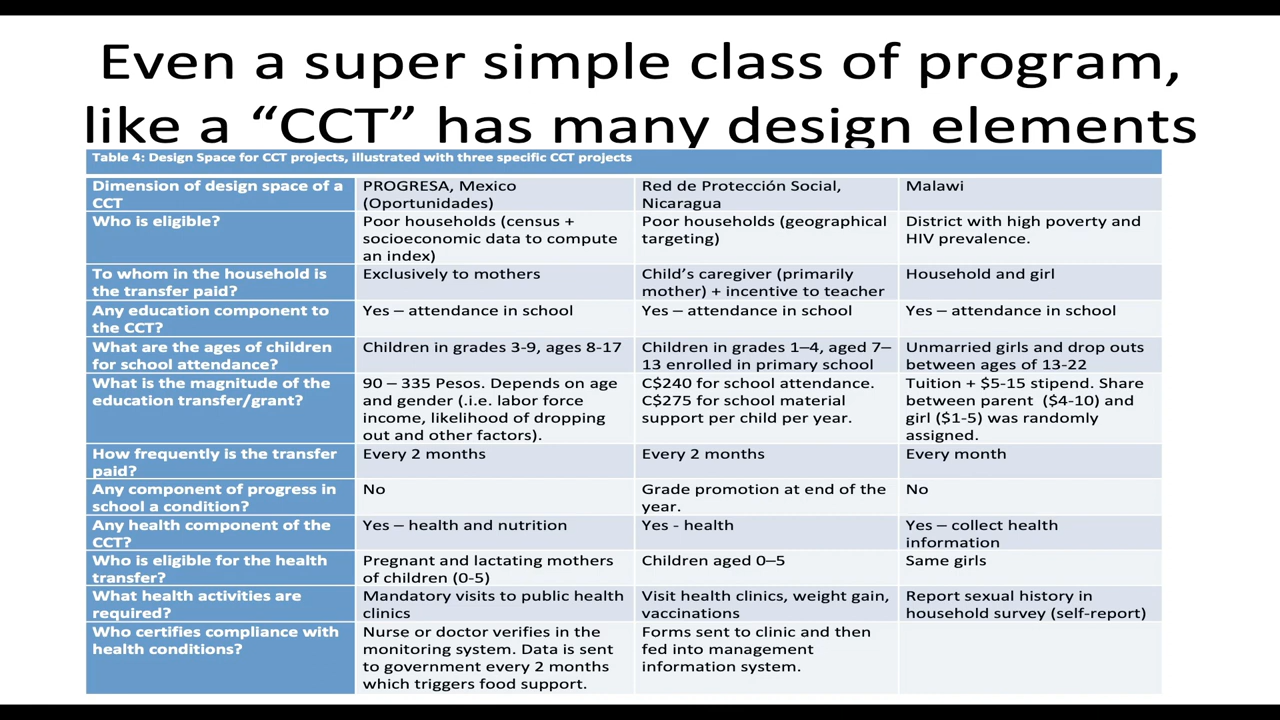 Even a super simple class of program,
like a “CCT” has many design elements
Table 4: Design Space for CCT projects, illustrated with three specific CCT projects
Dimension of design space of a
CCT
PROGRESA, Mexico
(Oportunidades)
Red de Protección Social,
Nicaragua
Malawi
Who is eligible?
Poor households (census +
socioeconomic data to compute
an index)
Poor households (geographical
targeting)
District with high poverty and
HIV prevalence.
To whom in the household is
the transfer paid?
Exclusively to mothers
Child’s caregiver (primarily
mother) + incentive to teacher
Household and girl
Any education component to
the CCT?
Yes – attendance in school
Yes – attendance in school
Yes – attendance in school
What are the ages of children
for school attendance?
Children in grades 3-9, ages 8-17
Children in grades 1–4, aged 7–
13 enrolled in primary school
Unmarried girls and drop outs
between ages of 13-22
What is the magnitude of the
education transfer/grant?
90 – 335 Pesos. Depends on age
and gender (.i.e. labor force
income, likelihood of dropping
out and other factors).
C$240 for school attendance.
C$275 for school material
support per child per year.
Tuition + $5-15 stipend. Share
between parent ($4-10) and
girl ($1-5) was randomly
assigned.
How frequently is the transfer
paid?
Every 2 months
Every 2 months
Every month
Any component of progress in
school a condition?
No
Grade promotion at end of the
year.
No
Any health component of the
CCT?
Yes – health and nutrition
Yes - health
Yes – collect health
information
Who is eligible for the health
transfer?
Pregnant and lactating mothers
of children (0-5)
Children aged 0–5
Same girls
What health activities are
required?
Mandatory visits to public health
clinics
Visit health clinics, weight gain,
vaccinations
Report sexual history in
household survey (self-report)
Who certifies compliance with
health conditions?
Nurse or doctor verifies in the
monitoring system. Data is sent
to government every 2 months
which triggers food support.
Forms sent to clinic and then
fed into management
information system.